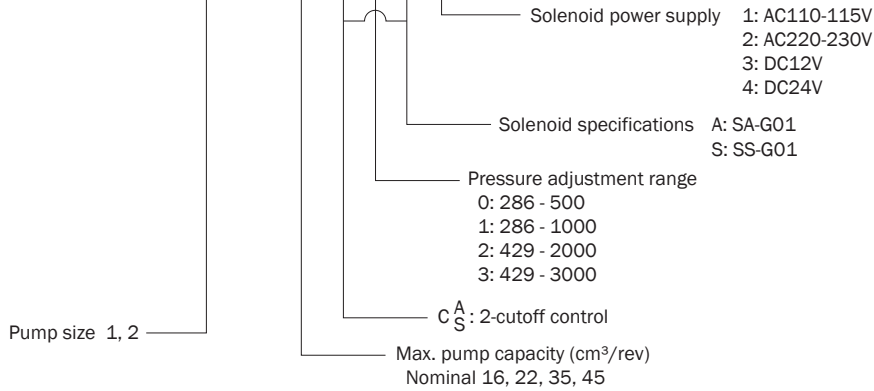 Solenoid power supply 1: AC110-115V
2: AC220-230V
3: DC12V
4: DC24V
Solenoid specifications A: SA-G01
S: SS-G01
Pressure adjustment range
0: 286 - 500
1: 286 - 1000
2: 429 - 2000
3: 429 - 3000
C A S : 2-cutoff control
Pump size 1, 2
Max. pump capacity (cm³/rev)
Nominal 16, 22, 35, 45